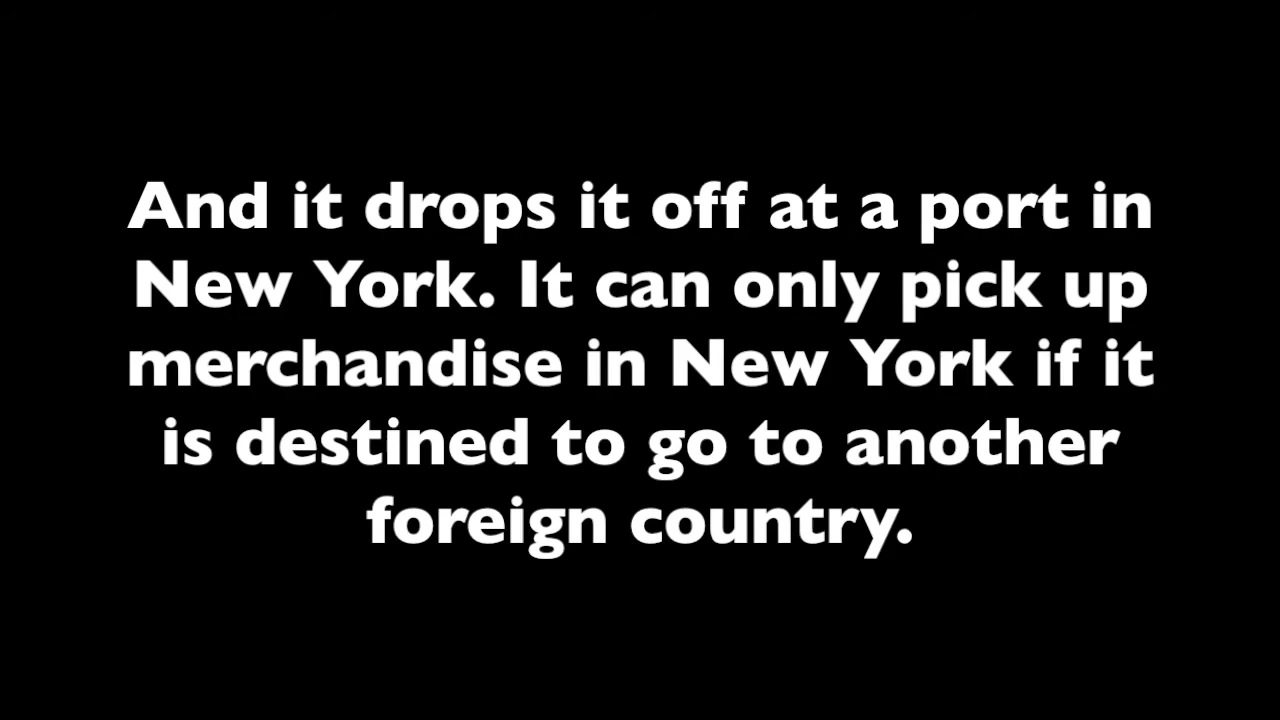 And it drops it off at a port in
New York. It can only pick up
merchandise in New York if it
is destined to go to another
foreign country.